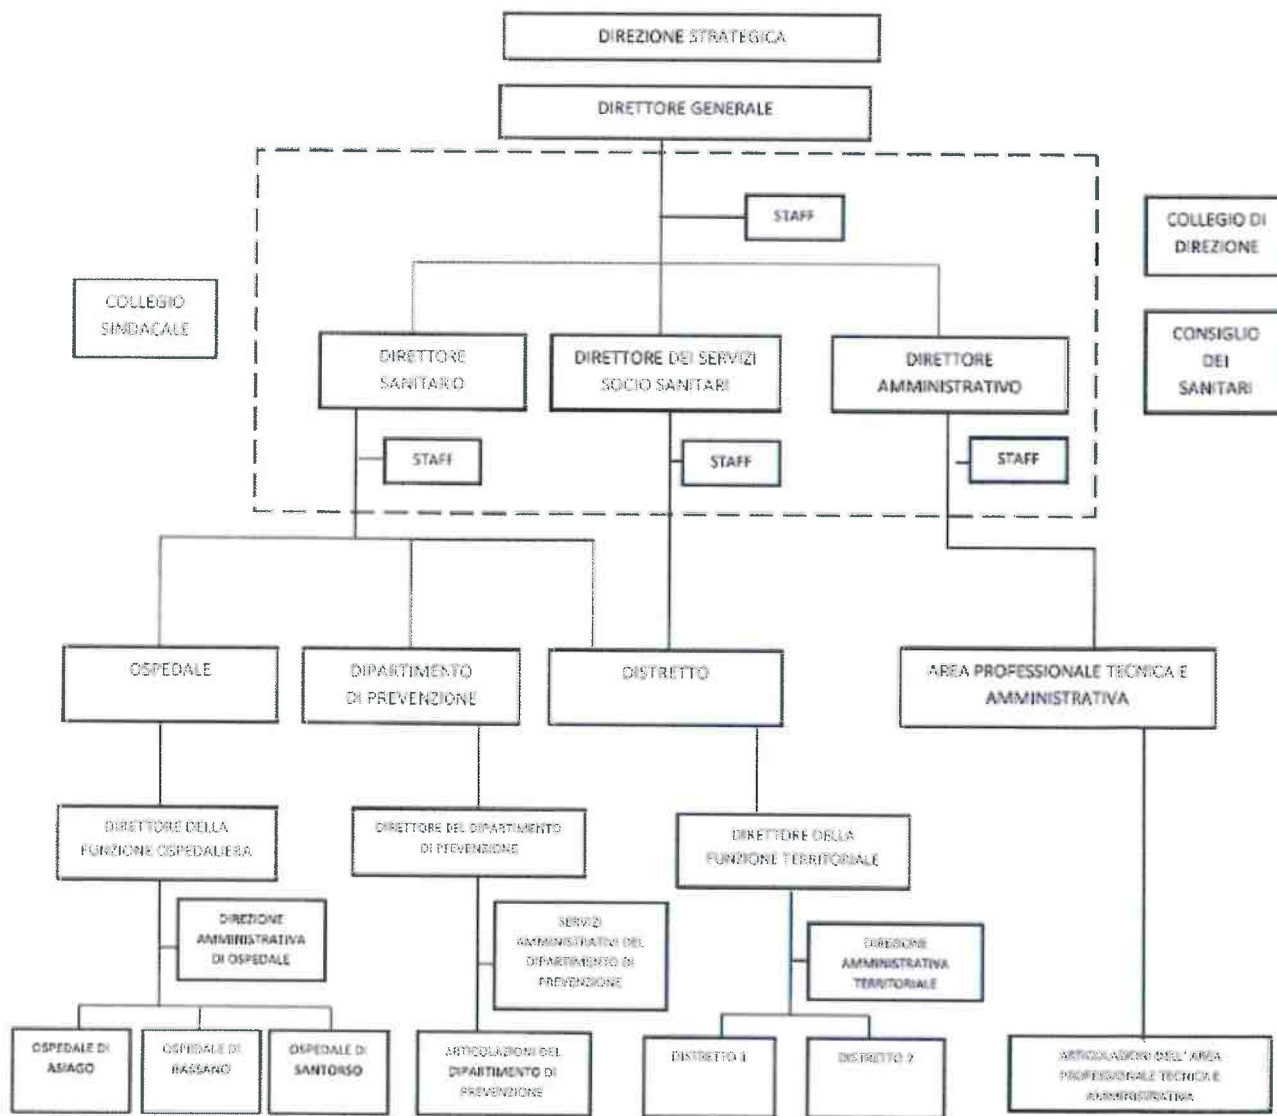 DIREZIONE STRATEGICA
DIRETTORE GENERALE
STAFF
COLLEGIO DI
DIREZIONE
COLLEGIO
SINDACALE
CONSIGLIO
DEI
SANITARI
DIRETTORE
SANITARIO
DIRETTORE DEI SERVIZI
SOCIO SANITARI
DIRETTORE
AMMINISTRATIVO
STAFF
STAFF
STAFF
OSPEDALE
DIPARTIMENTO
DI PREVENZIONE
DISTRETTO
AREA PROFESSIONALE TECNICA E
AMMINISTRATIVA
DIRETTORE DELLA
FUNZIONE OSPEDALIERA
DIRETTORE DEL DIPARTIMENTO
DI PREVENZIONE
DIRETTORE DELLA
FUNZIONE TERRITORIALE
DIREZIONE
AMMINISTRATIVA
DI OSPEDALE
SERVIZI
AMMINISTRATIVI DEL
DIPARTIMENTO DI
PREVENZIONE
DIREZIONE
AMMINISTRATIVA
TERRITORIALE
OSPEDALE DI
ASIAGO
OSPEDALE DI
BASSANO
OSPEDALE DI
SANTORSO
ARTICOLAZIONI DEL
DIPARTIMENTO DI
PREVENZIONE
DISTRETTO 1
DISTRETTO 2
ARTICOLAZIONI DELL' AREA
PROFESSIONALE TECNICA E
AMMINISTRATIVA